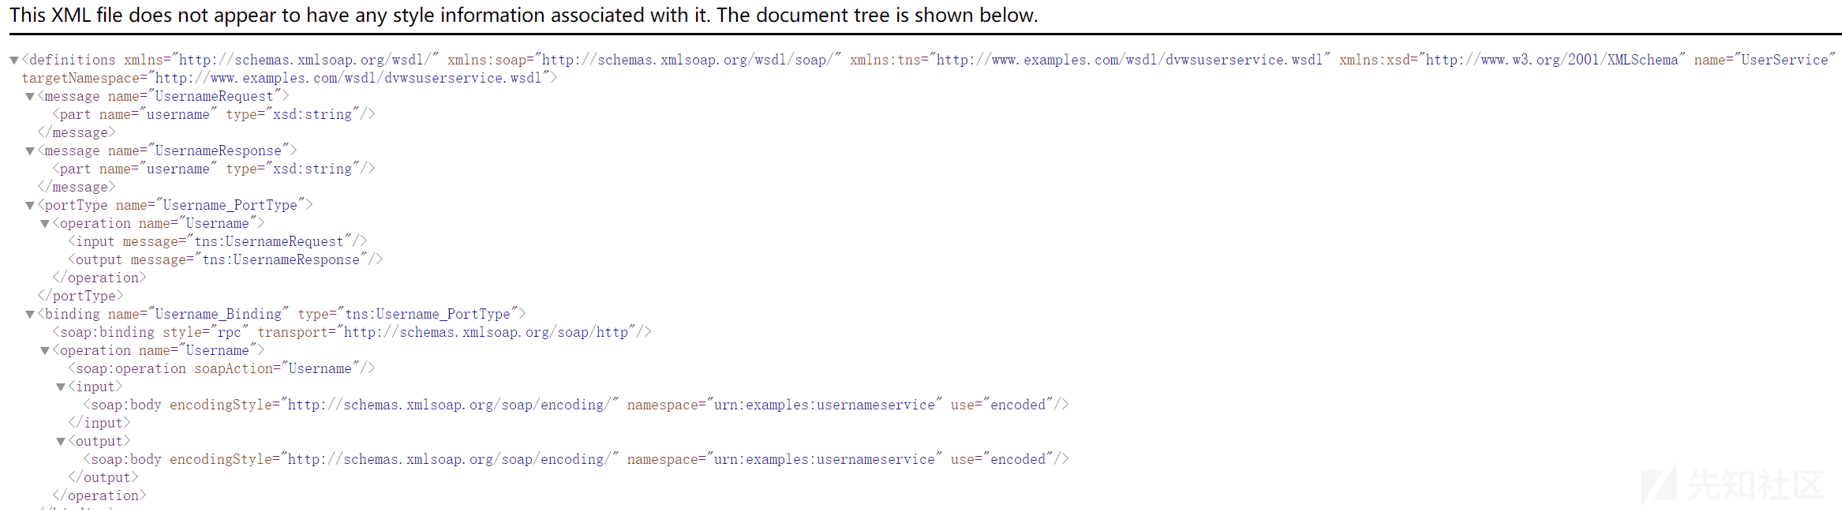 This XML file does not appear to have any style information associated with it. The document tree is shown below.
▼<definitions xmlns="http://schemas.xmlsoap.org/wsdl/" xmlns:soap="http://schemas.xmlsoap.org/wsdl/soap/" xmlns:tns="http://www.examples.com/wsdl/dvwsuserservice.wsdl" xmlns:xsd="http://www.w3.org/2001/XMLSchema" name="UserService"
targetNamespace="http://www.examples.com/wsdl/dvwsuserservice.wsdl">
▼<message name="UsernameRequest">
<part name="username" type="xsd:string"/>
</message>
▼<message name="UsernameResponse">
<part name="username" type="xsd:string"/>
</message>
▼<portType name="Username_PortType">
▼<operation name="Username">
<input message="tns:UsernameRequest"/>
<output message="tns:UsernameResponse"/>
</operation>
</portType>
▼<binding name="Username_Binding" type="tns:Username_PortType">
<soap:binding style="rpc" transport="http://schemas.xmlsoap.org/soap/http"/>
▼<operation name="Username">
<soap:operation soapAction="Username"/>
▼<input>
<soap:body encodingStyle="http://schemas.xmlsoap.org/soap/encoding/" namespace="urn:examples:usernameservice" use="encoded"/>
</input>
▼<output>
<soap:body encodingStyle="http://schemas.xmlsoap.org/soap/encoding/" namespace="urn:examples:usernameservice" use="encoded"/>
</output>
</operation>
先知社区